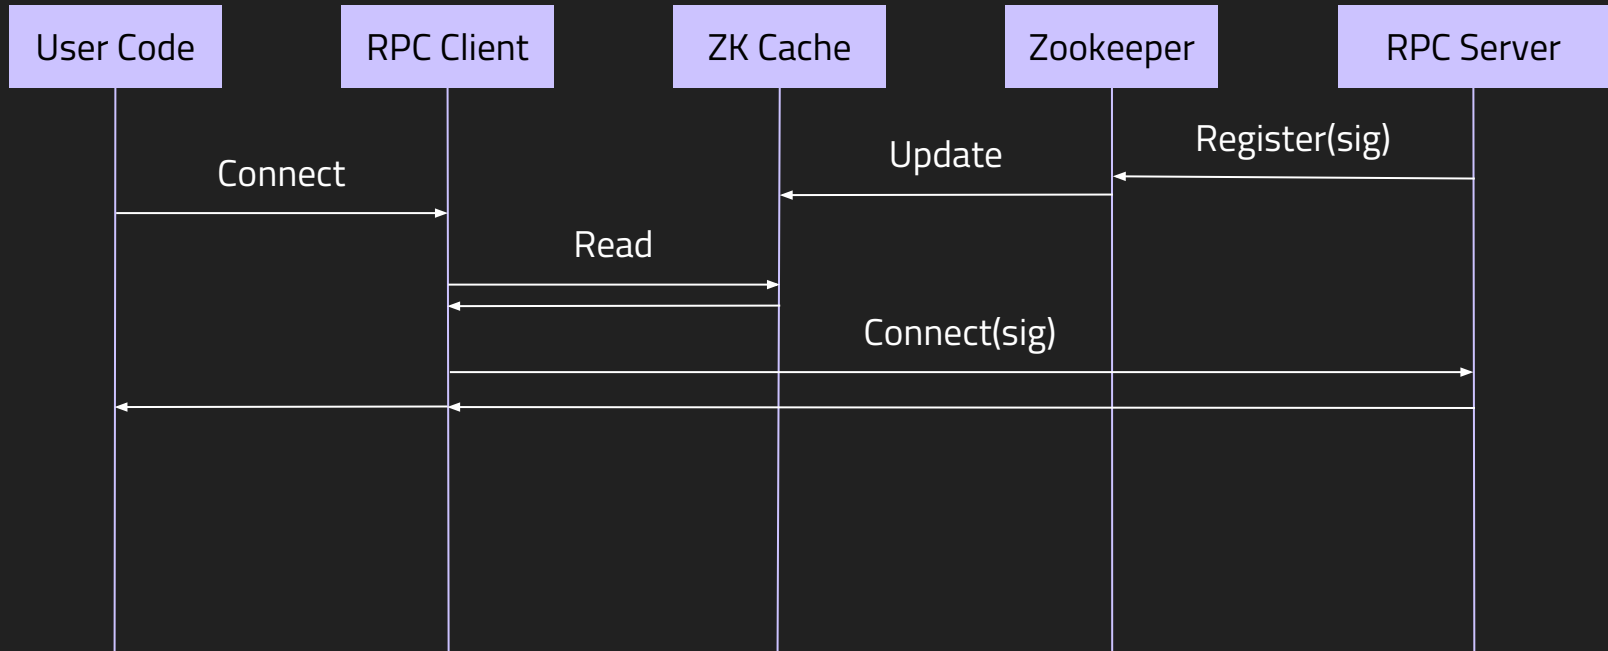 User Code
RPC Client
ZK Cache
Zookeeper
RPC Server
Register(sig)
Update
Connect
Read
Connect(sig)